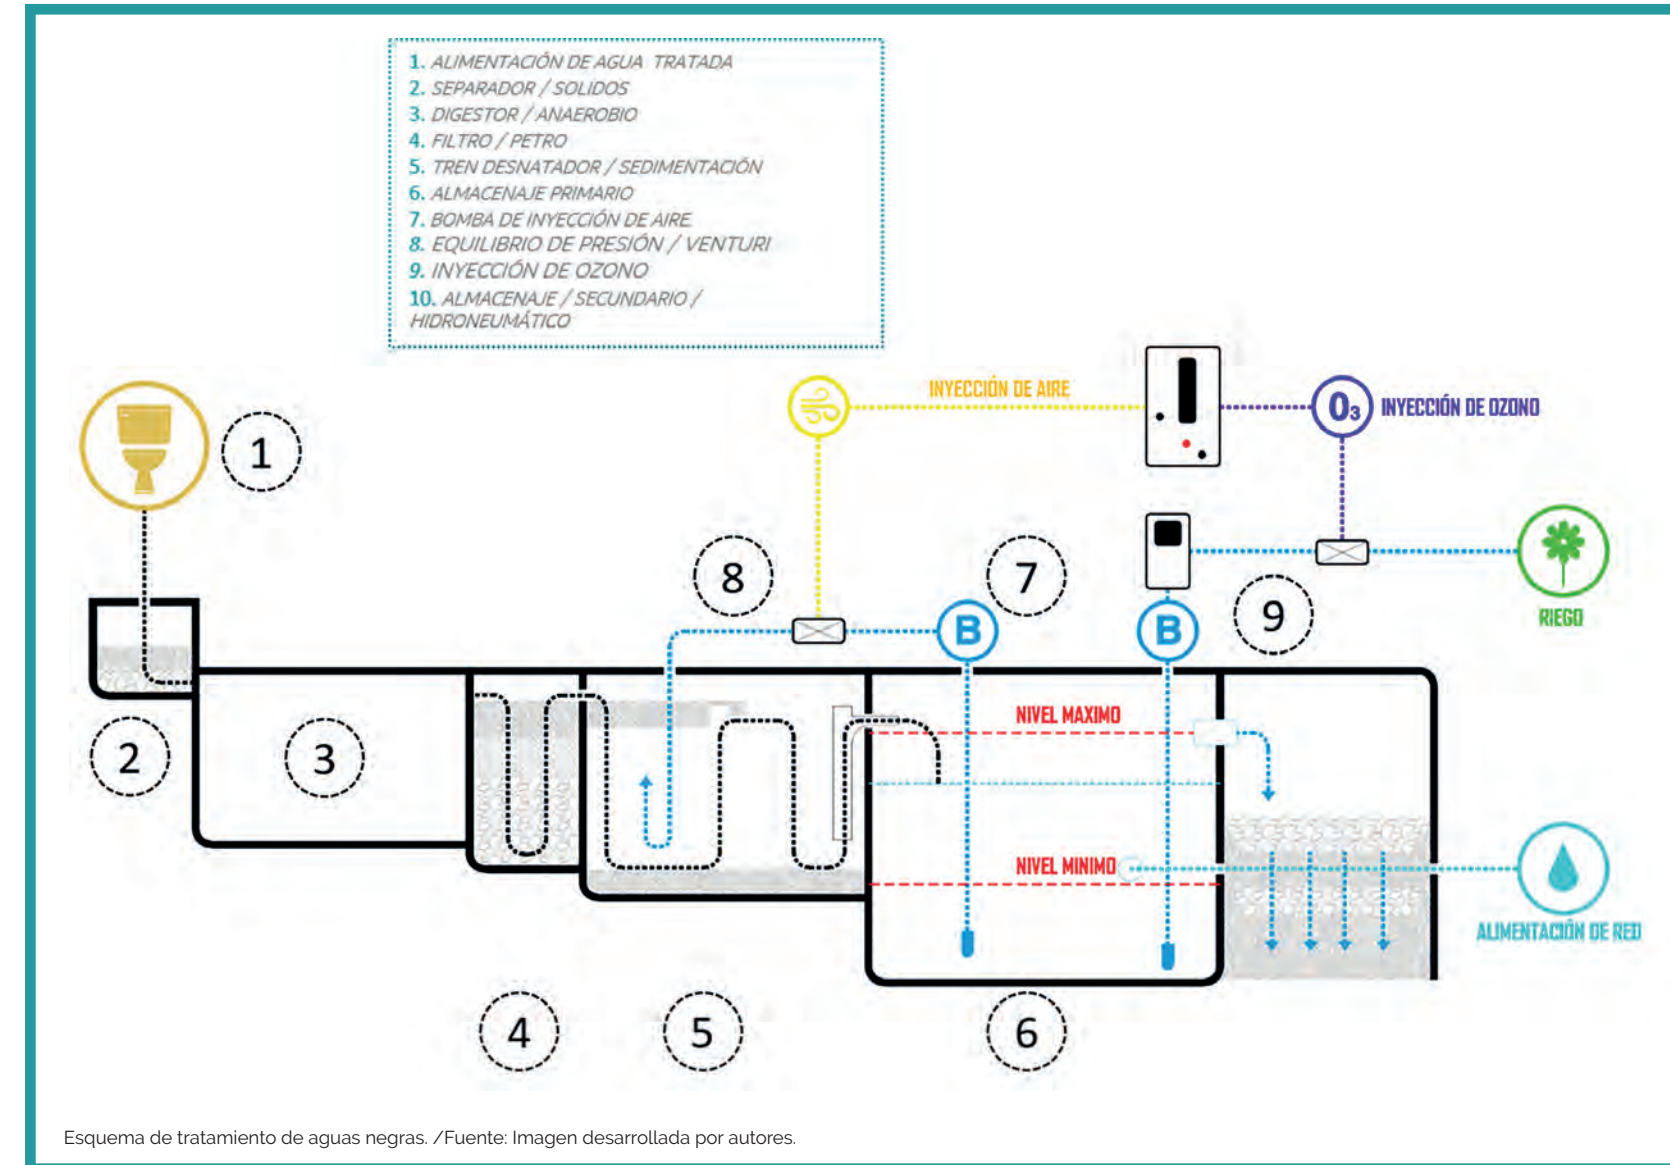 1. ALIMENTACIÓN DE AGUA TRATADA
2. SEPARADOR / SOLIDOS
3. DIGESTOR / ANAEROBIO
4. FILTRO / PETRO
5. TREN DESNATADOR / SEDIMENTACIÓN
6. ALMACENAJE PRIMARIO
7. BOMBA DE INYECCIÓN DE AIRE
8. EQUILIBRIO DE PRESIÓN / VENTURI
9. INYECCIÓN DE OZONO
10. ALMACENAJE / SECUNDARIO /
HIDRONEUMÁTICO
INYECCIÓN DE AIRE
O3 INYECCIÓN DE OZONO
1
8
7
9
B
B
RIEGO
NIVEL MAXIMO
2
3
NIVEL MINIMO
ALIMENTACIÓN DE RED
4
5
6
Esquema de tratamiento de aguas negras. /Fuente: Imagen desarrollada por autores.